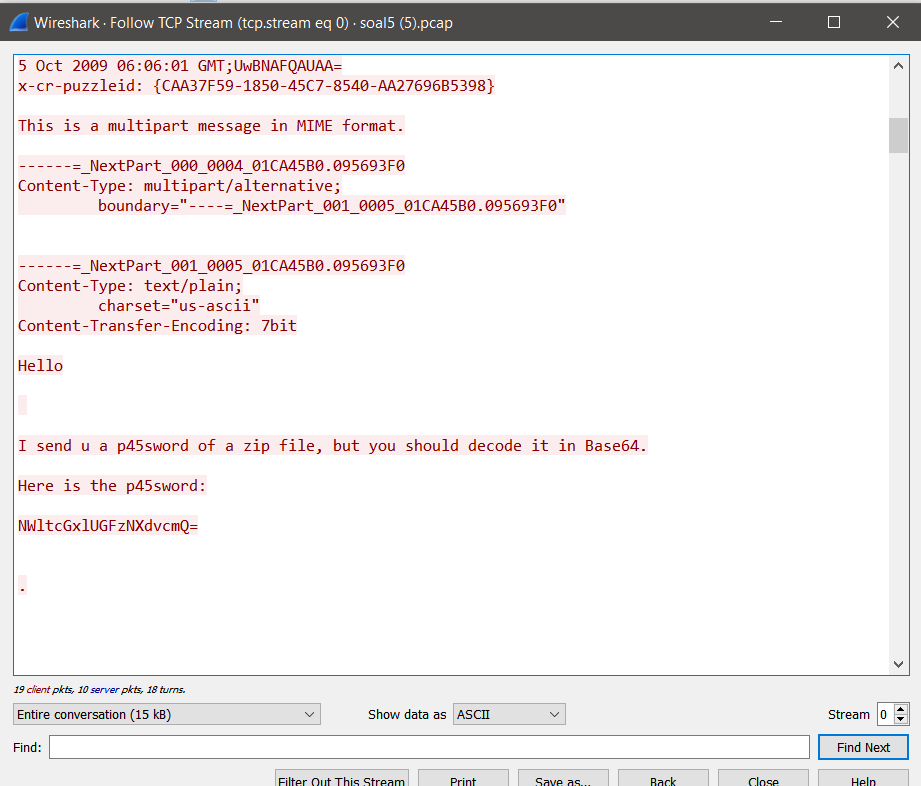 Wireshark · Follow TCP Stream (tcp.stream eq 0) · soal5 (5).pcap
5 Oct 2009 06:06:01 GMT;UwBNAFQAUAA=
x-cr-puzzleid: {CAA37F59-1850-45C7-8540-AA27696B5398}
This is a multipart message in MIME format.
------=_NextPart_000_0004_01CA45B0.095693F0
Content-Type: multipart/alternative;
boundary="----=_NextPart_001_0005_01CA45B0.095693F0"
------=_NextPart_001_0005_01CA45B0.095693F0
Content-Type: text/plain;
charset="us-ascii"
Content-Transfer-Encoding: 7bit
Hello
I send u a p45sword of a zip file, but you should decode it in Base64.
Here is the p45sword:
NWltcGxlUGFzNXdvcmQ=
.
19 client pkts, 10 server pkts, 18 turns.
Entire conversation (15 kB) Show data as ASCII Stream 0
Find: Find Next
Filter Out This Stream Print Save as... Back Close Help